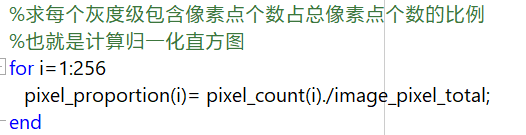 %求每个灰度级包含像素点个数占总像素点个数的比例
%也就是计算归一化直方图
for i=1:256
pixel_proportion(i)= pixel_count(i)./image_pixel_total;
end